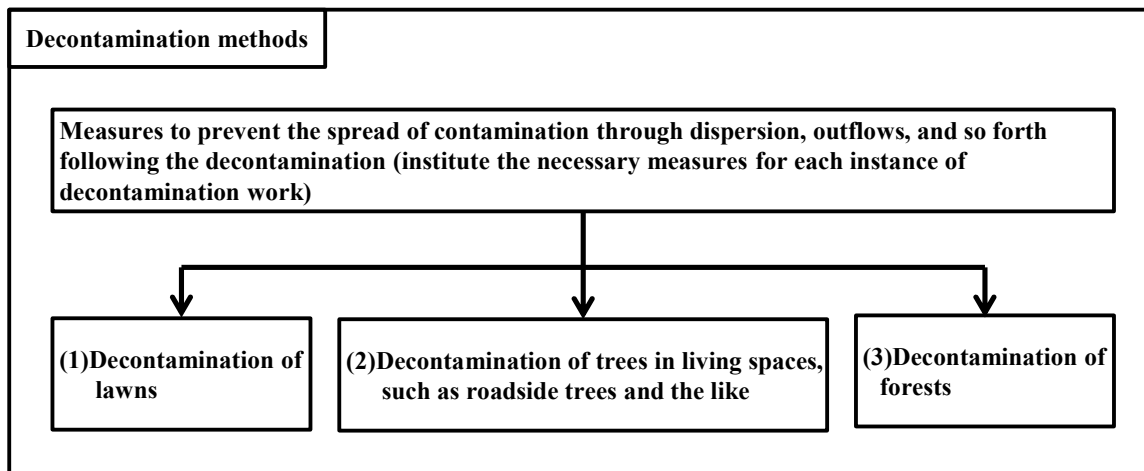 Decontamination methods
Measures to prevent the spread of contamination through dispersion, outflows, and so forth
following the decontamination (institute the necessary measures for each instance of
decontamination work)
(1)Decontamination of
lawns
(2)Decontamination of trees in living spaces,
such as roadside trees and the like
(3)Decontamination of
forests